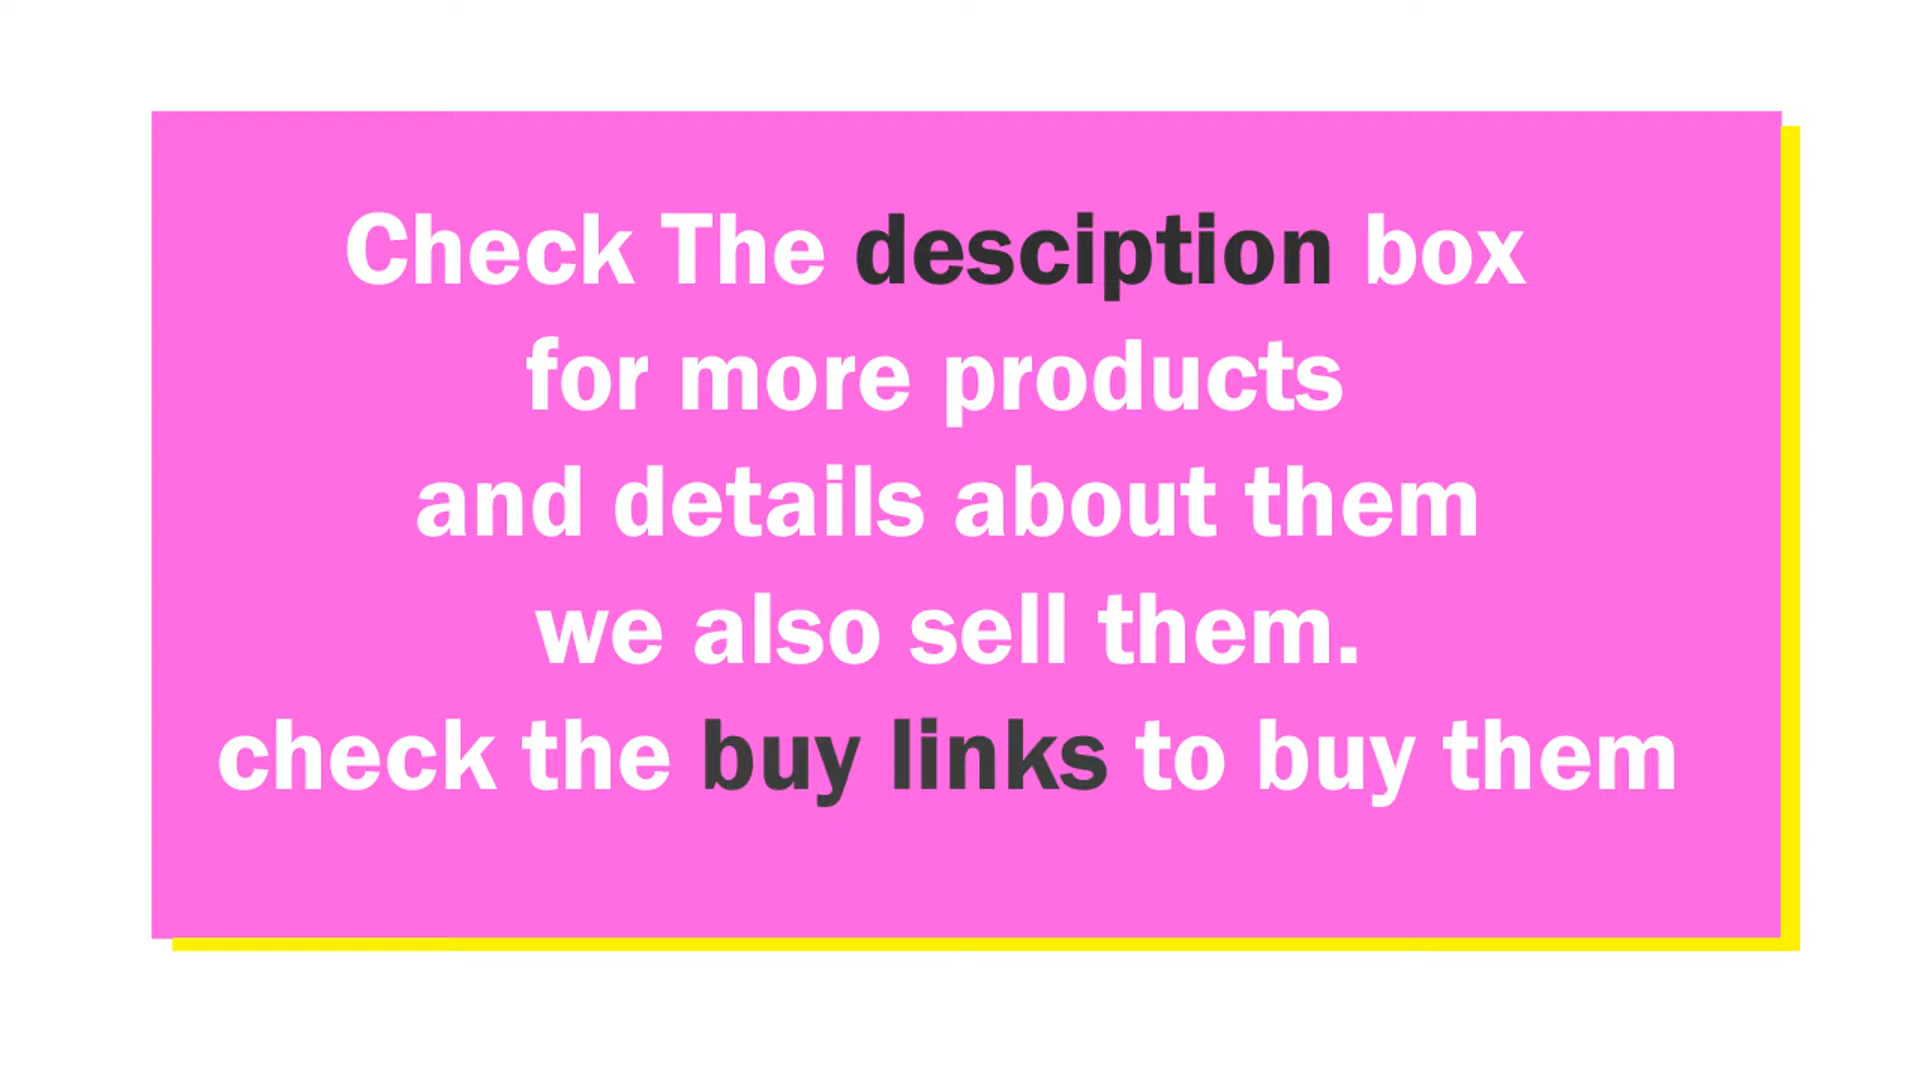 Check The desciption box
for more products
and details about them
we also sell them.
check the buy links to buy them